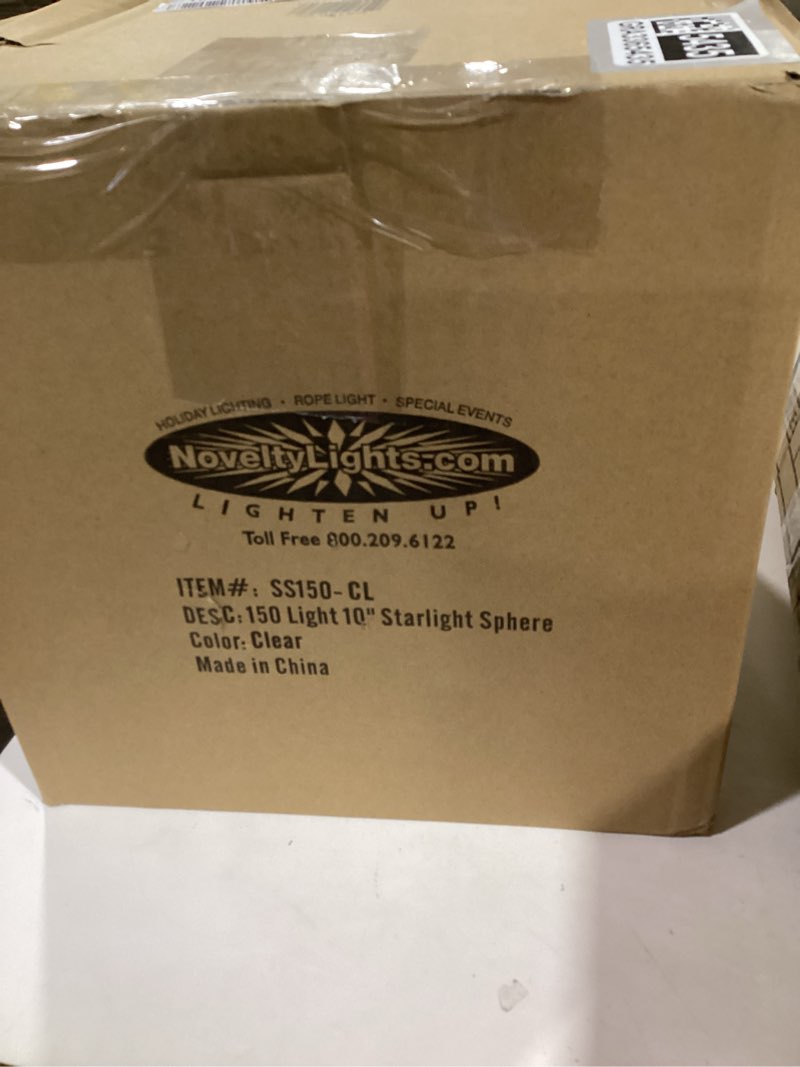 HOLIDAY LIGHTING • ROPE LIGHT • SPECIAL EVENTS
NoveltyLights.com
LIGHTEN UP!
Toll Free 800.209.6122
ITEM#: SS150-CL
DESC: 150 Light 10" Starlight Sphere
Color: Clear
Made in China